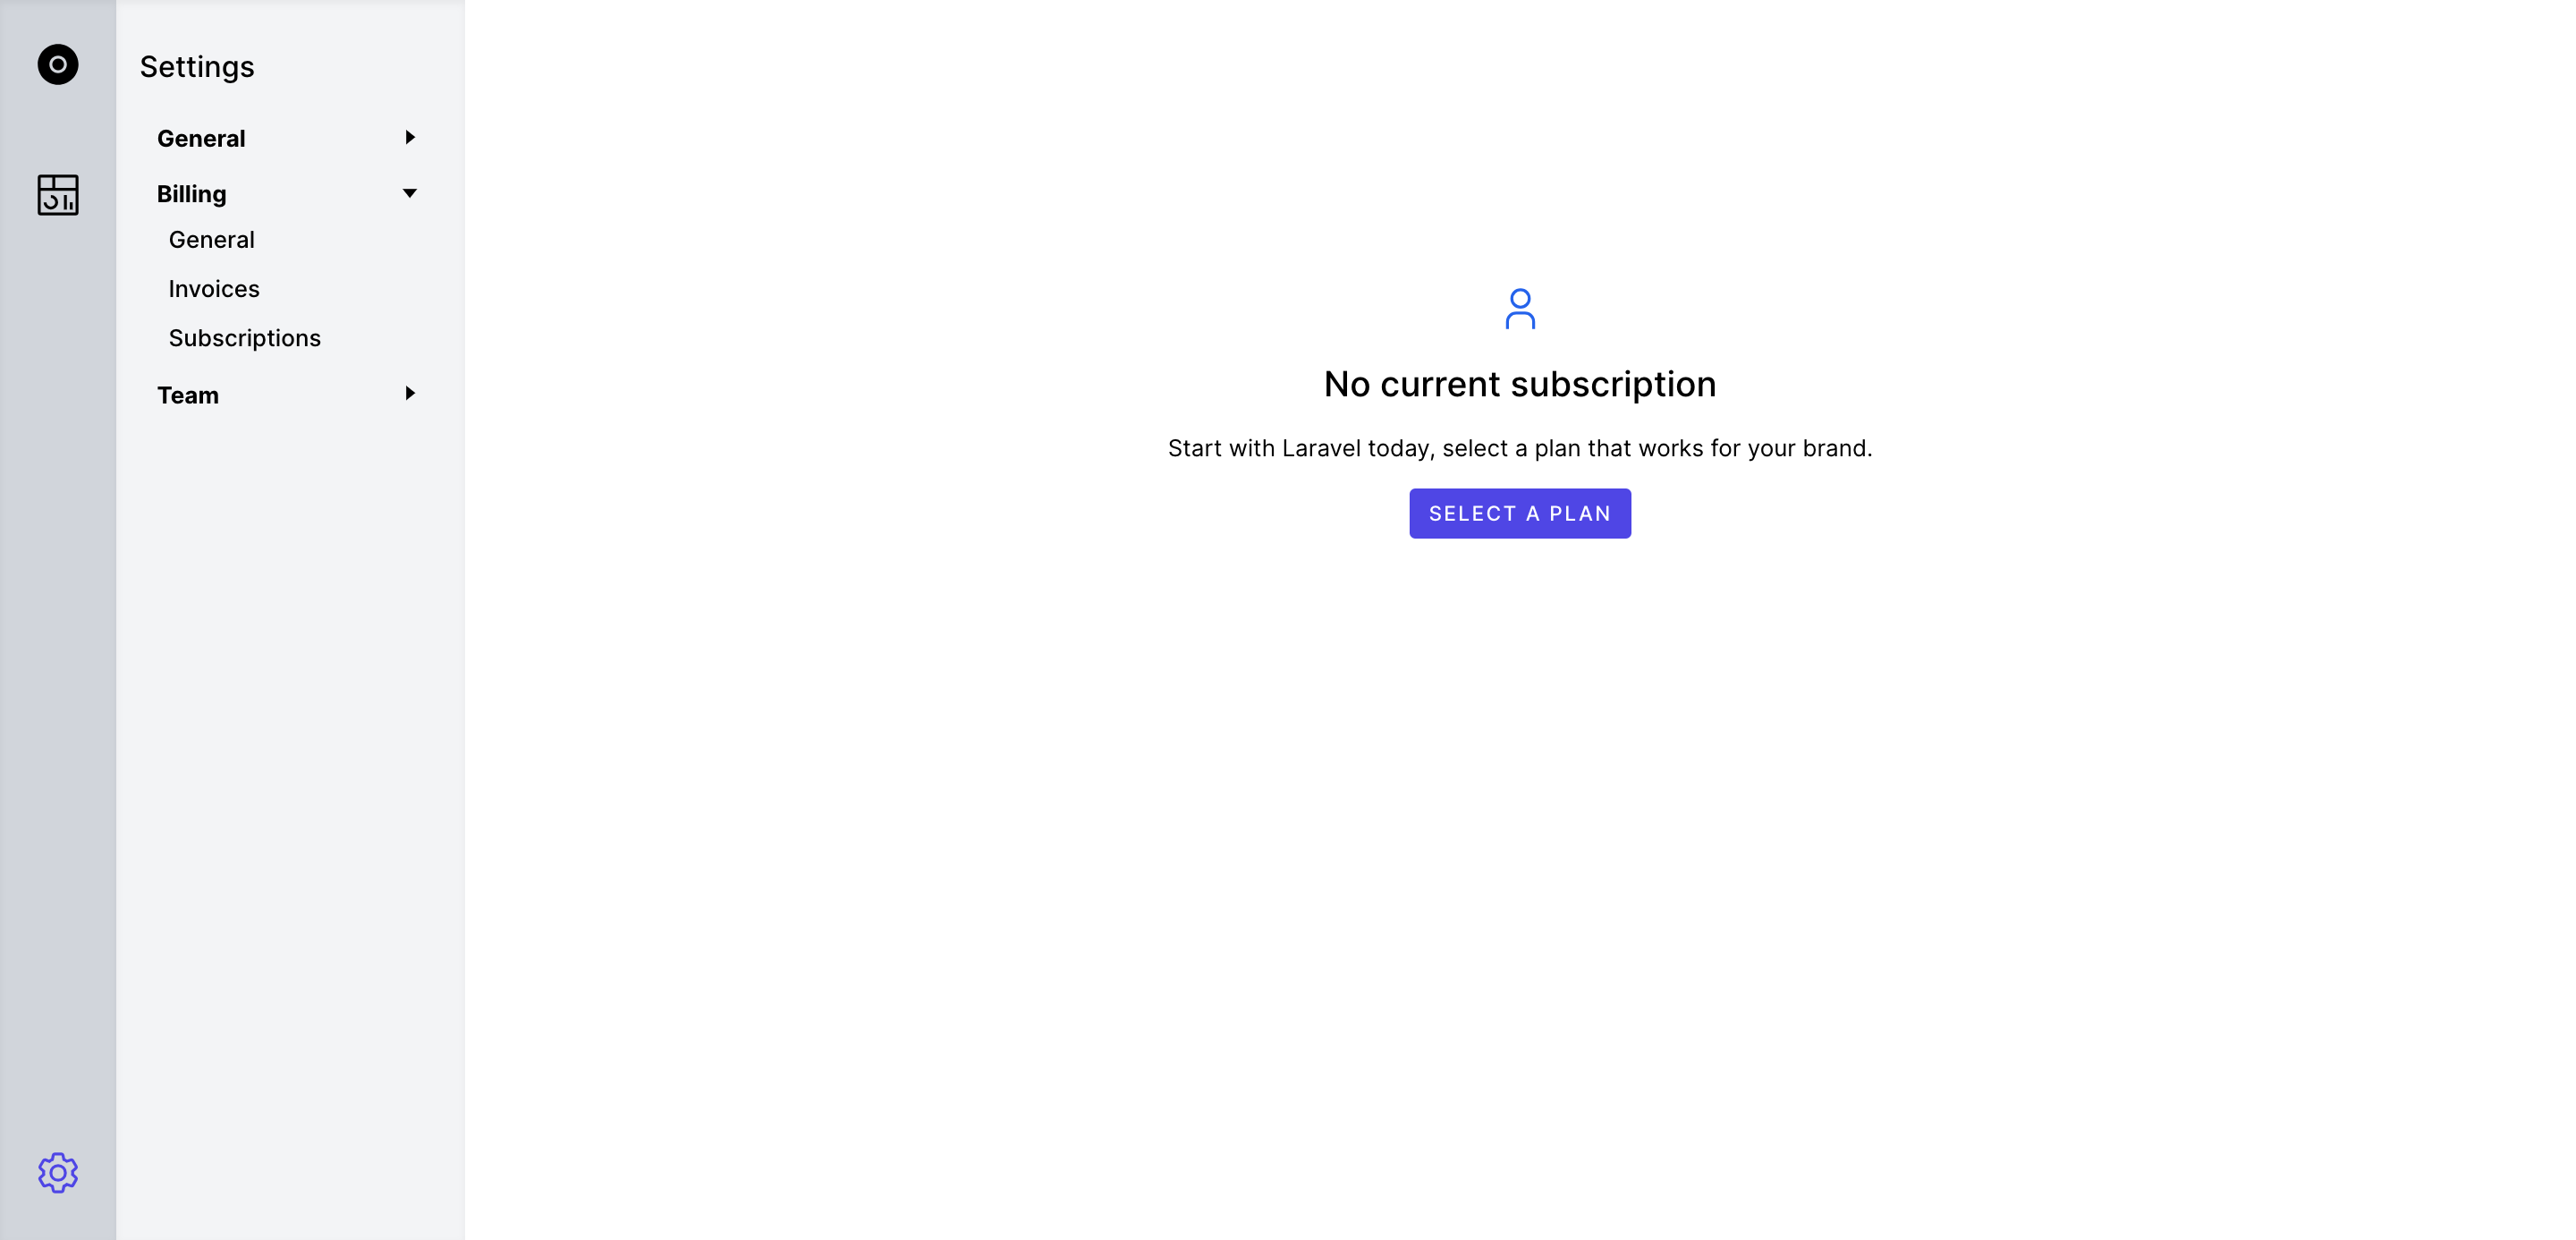 Settings
General
Billing
General
Invoices
Subscriptions
Team
No current subscription
Start with Laravel today, select a plan that works for your brand.
SELECT A PLAN